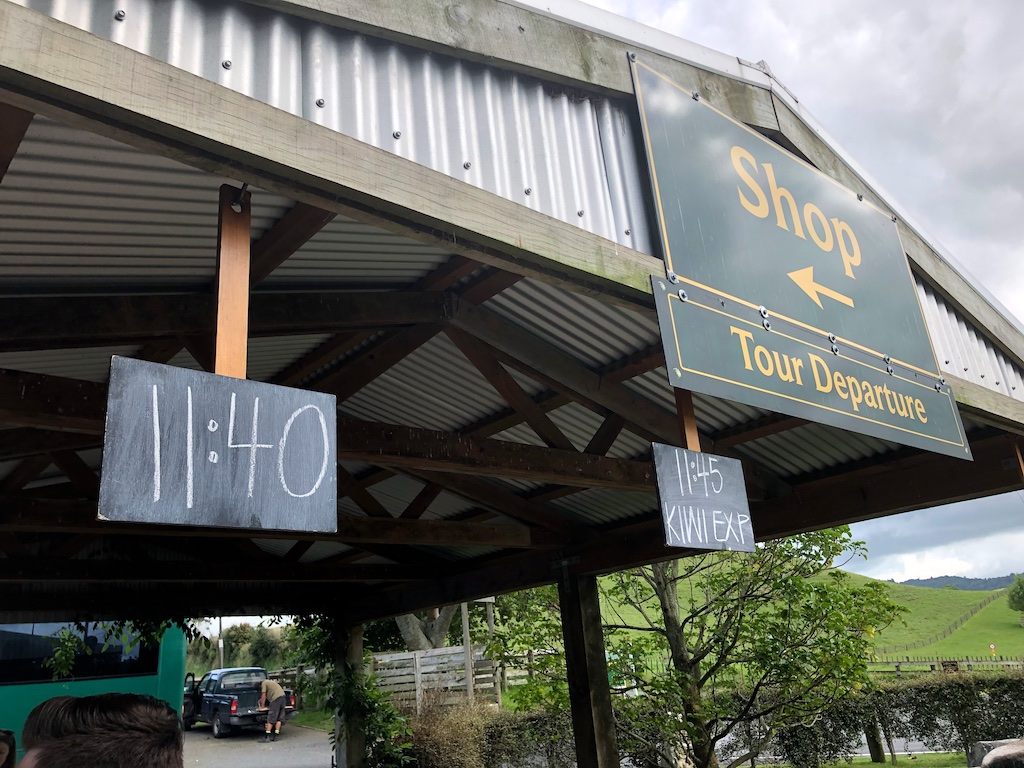 11:40
Shop
Tour Departure
11:45
KIWI EXP